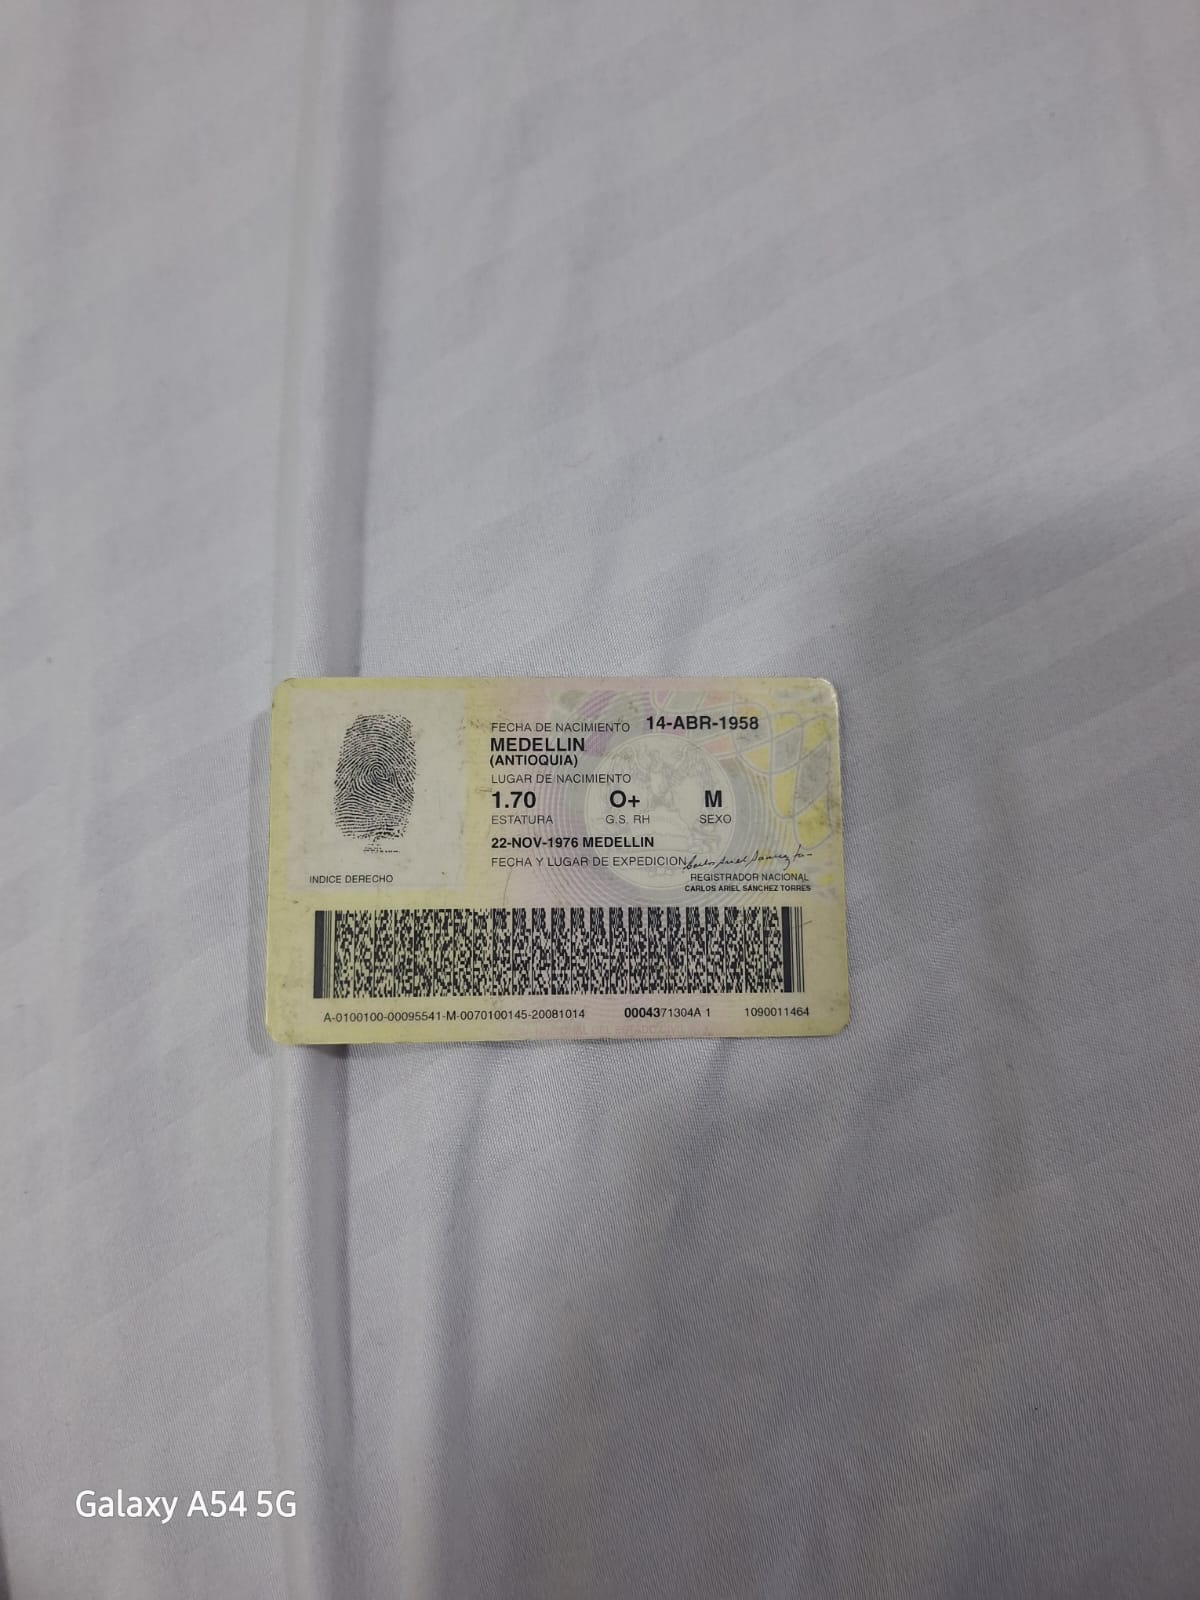 FECHA DE NACIMIENTO 14-ABR-1958
MEDELLIN
(ANTIOQUIA)
LUGAR DE NACIMIENTO
1.70 O+ M
ESTATURA G.S. RH SEXO
22-NOV-1976 MEDELLIN
FECHA Y LUGAR DE EXPEDICION
REGISTRADOR NACIONAL
CARLOS ARIEL SANCHEZ TORRES
INDICE DERECHO
A-0100100-00095541-M-0070100145-20081014 0004371304A 1 1090011464
Galaxy A54 5G